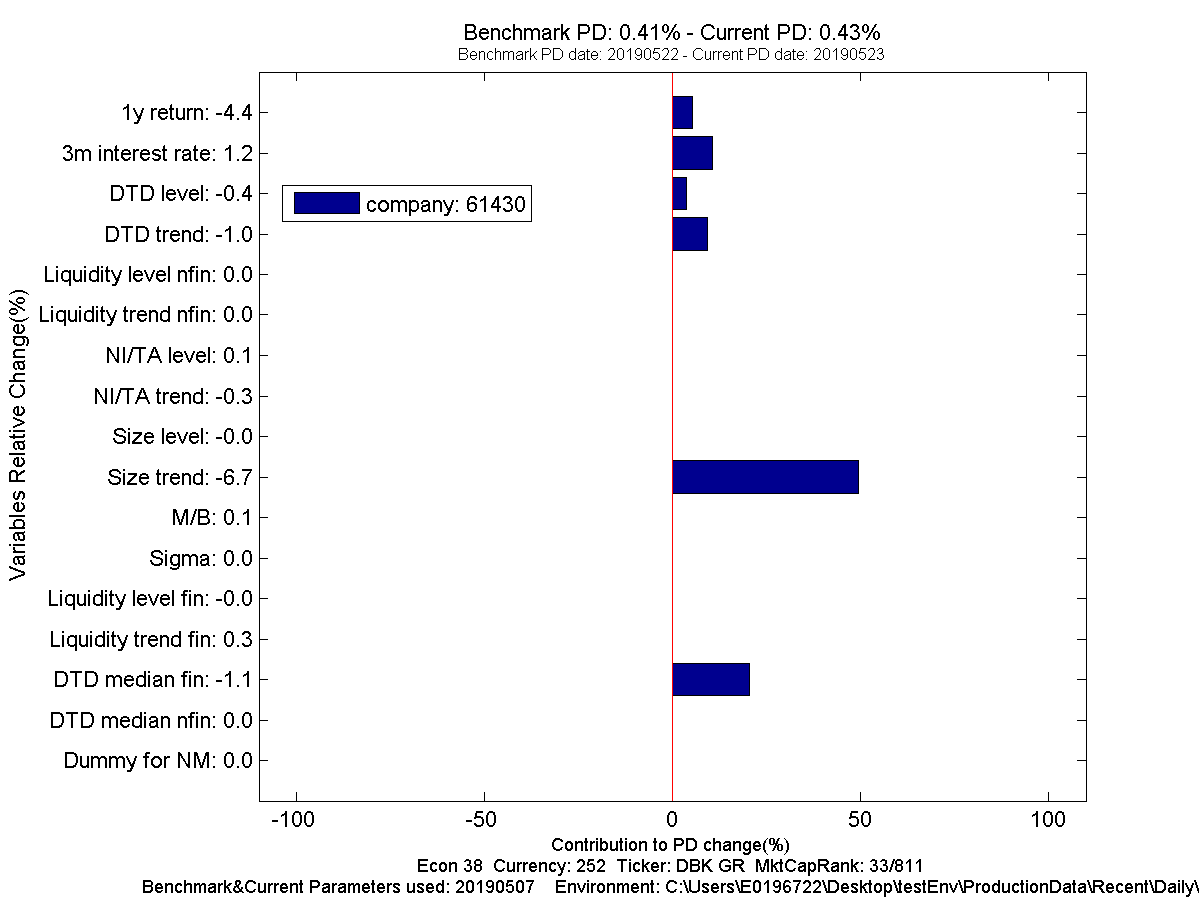 Benchmark PD: 0.41% - Current PD: 0.43%
Benchmark PD date: 20190522 - Current PD date: 20190523
Variables Relative Change(%)
1y return: -4.4
3m interest rate: 1.2
DTD level: -0.4
DTD trend: -1.0
Liquidity level nfin: 0.0
Liquidity trend nfin: 0.0
NI/TA level: 0.1
NI/TA trend: -0.3
Size level: -0.0
Size trend: -6.7
M/B: 0.1
Sigma: 0.0
Liquidity level fin: -0.0
Liquidity trend fin: 0.3
DTD median fin: -1.1
DTD median nfin: 0.0
Dummy for NM: 0.0
company: 61430
-100 -50 0 50 100
Contribution to PD change(%)
Econ 38 Currency: 252 Ticker: DBK GR MktCapRank: 33/811
Benchmark&Current Parameters used: 20190507 Environment: C:\Users\E0196722\Desktop\testEnv\ProductionData\Recent\Daily\